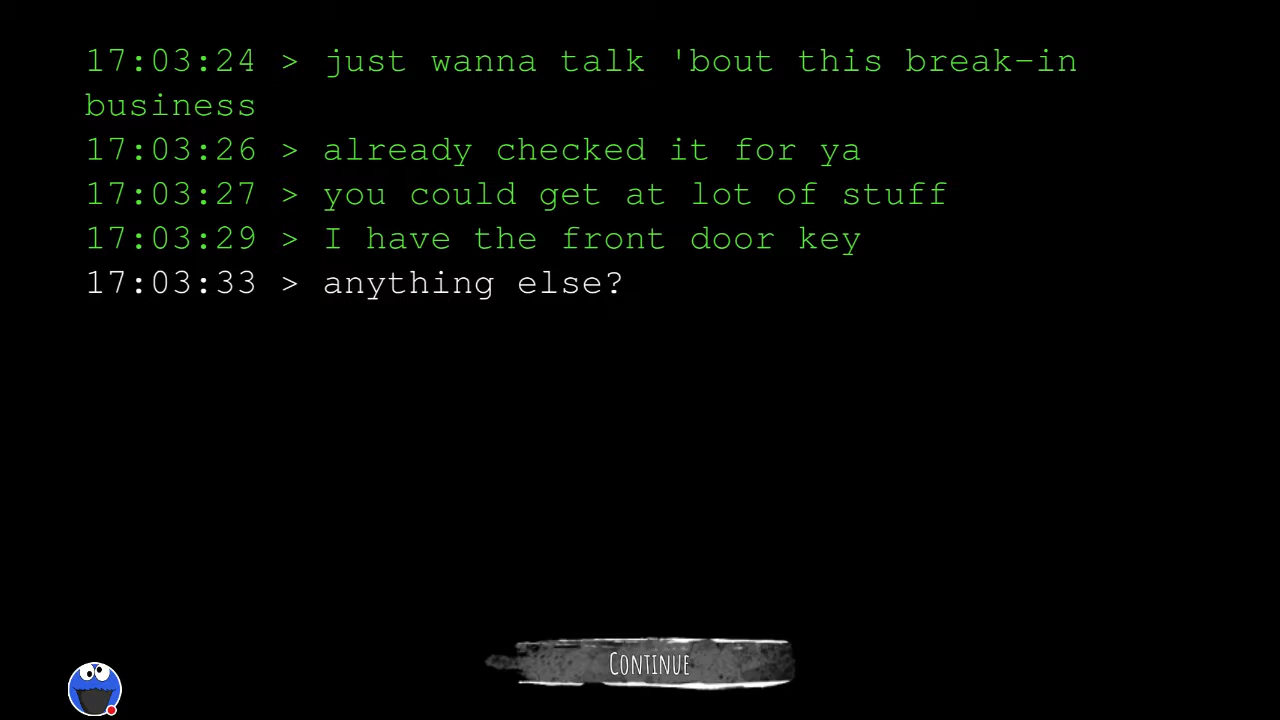 17:03:24 > just wanna talk 'bout this break-in
business
17:03:26 > already checked it for ya
17:03:27 > you could get at lot of stuff
17:03:29 > I have the front door key
17:03:33 > anything else?
Continue